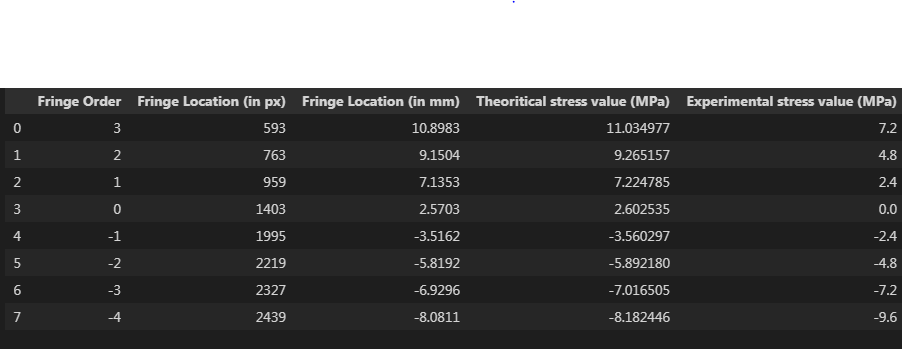 Fringe Order Fringe Location (in px) Fringe Location (in mm) Theoritical stress value (MPa) Experimental stress value (MPa)
0 3 593 10.8983 11.034977 7.2
1 2 763 9.1504 9.265157 4.8
2 1 959 7.1353 7.224785 2.4
3 0 1403 2.5703 2.602535 0.0
4 -1 1995 -3.5162 -3.560297 -2.4
5 -2 2219 -5.8192 -5.892180 -4.8
6 -3 2327 -6.9296 -7.016505 -7.2
7 -4 2439 -8.0811 -8.182446 -9.6